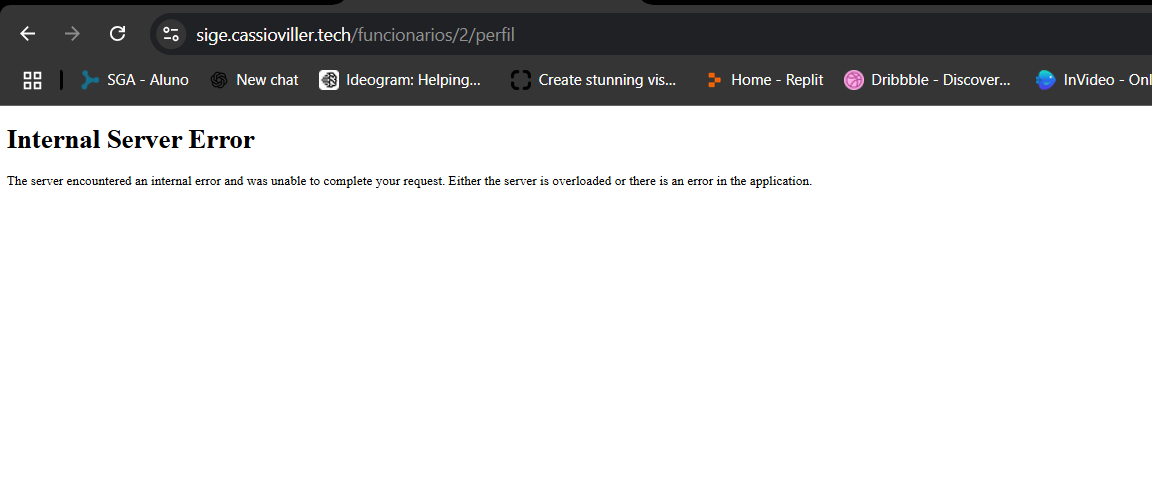 sige.cassioviller.tech/funcionarios/2/perfil
SGA - Aluno New chat Ideogram: Helping... Create stunning vis... Home - Replit Dribbble - Discover... InVideo - Onl
Internal Server Error
The server encountered an internal error and was unable to complete your request. Either the server is overloaded or there is an error in the application.